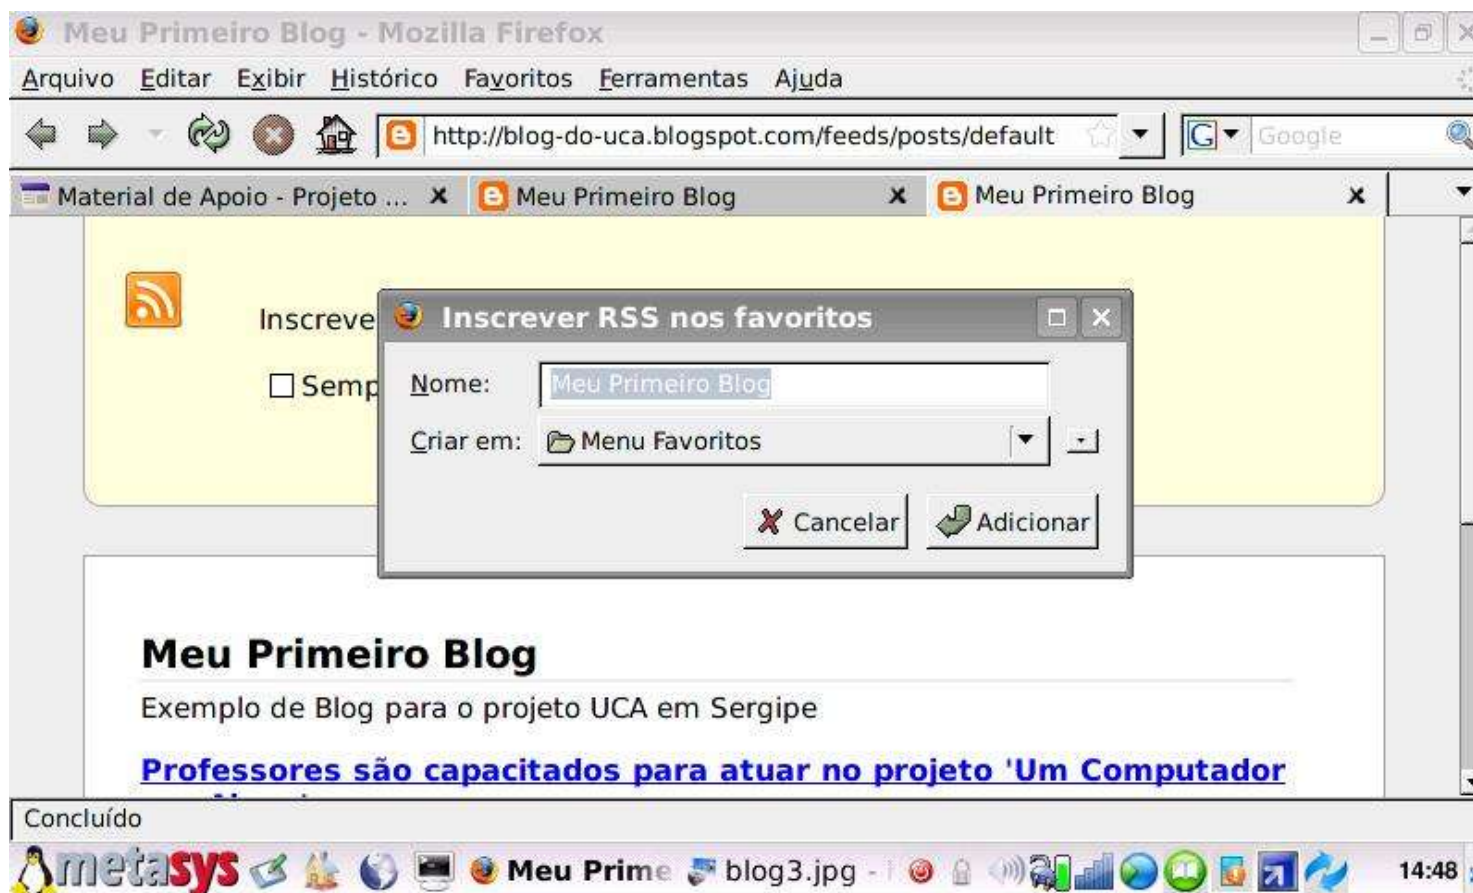 Meu Primeiro Blog - Mozilla Firefox
Arquivo Editar Exibir Histórico Favoritos Ferramentas Ajuda
http://blog-do-uca.blogspot.com/feeds/posts/default G Google
Material de Apoio - Projeto ... Meu Primeiro Blog Meu Primeiro Blog
Inscreve
Semp
Inscrever RSS nos favoritos
Nome: Meu Primeiro Blog
Criar em: Menu Favoritos
Cancelar Adicionar
Meu Primeiro Blog
Exemplo de Blog para o projeto UCA em Sergipe
Professores são capacitados para atuar no projeto 'Um Computador
Concluído
metasys Meu Prime blog3.jpg - 14:48